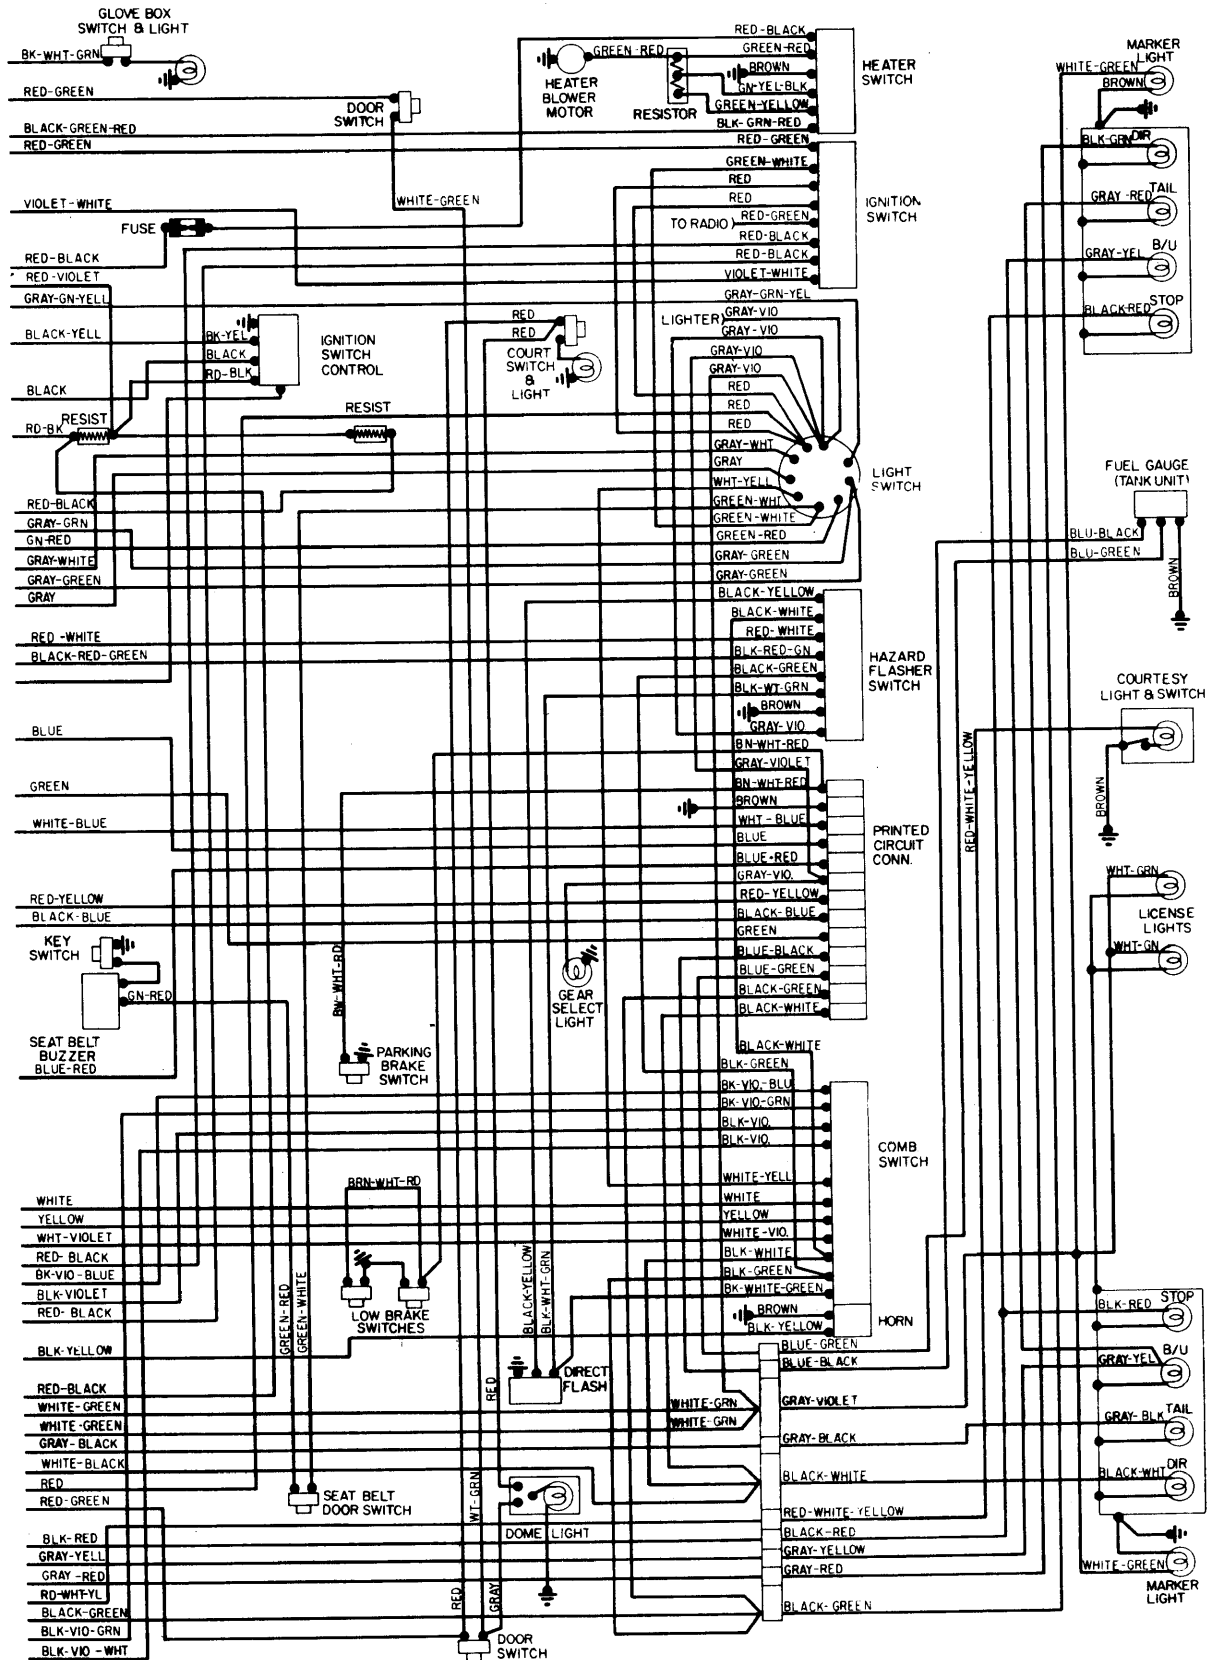 GLOVE BOX
SWITCH & LIGHT
BK-WHT-GRN
RED-GREEN
DOOR
SWITCH
BLACK-GREEN-RED
RED-GREEN
WHITE-GREEN
VIOLET-WHITE
FUSE
RED-BLACK
RED-VIOLET
GRAY-GN-YELL
BLACK-YELL
BK-YEL
BLACK
RD-BLK
IGNITION
SWITCH
CONTROL
BLACK
RESIST
RD-BK
RESIST
RED-BLACK
GRAY-GRN
GN-RED
GRAY-WHITE
GRAY-GREEN
GRAY
RED-WHITE
BLACK-RED-GREEN
BLUE
GREEN
WHITE-BLUE
RED-YELLOW
BLACK-BLUE
KEY
SWITCH
GN-RED
SEAT BELT
BUZZER
BLUE-RED
BW-WHT-RD
PARKING
BRAKE
SWITCH
BRN-WHT-RD
LOW BRAKE
SWITCHES
WHITE
YELLOW
WHT-VIOLET
RED-BLACK
BK-VIO-BLUE
BLK-VIOLET
RED-BLACK
BLK-YELLOW
GREEN-RED
GREEN-WHITE
RED-BLACK
WHITE-GREEN
WHITE-GREEN
GRAY-BLACK
WHITE-BLACK
RED
RED-GREEN
SEAT BELT
DOOR SWITCH
BLK-RED
GRAY-YELL
GRAY-RED
RD-WHT-YL
BLACK-GREEN
BLK-VIO-GRN
BLK-VIO-WHT
GREEN-RED
HEATER
BLOWER
MOTOR
RESISTOR
RED-BLACK
GREEN-RED
BROWN
GN-YEL-BLK
GREEN-YELLOW
BLK-GRN-RED
HEATER
SWITCH
RED-GREEN
GREEN-WHITE
RED
RED
TO RADIO
RED-GREEN
RED-BLACK
RED-BLACK
VIOLET-WHITE
IGNITION
SWITCH
RED
RED
COURT
SWITCH
&
LIGHT
GRAY-GRN-YEL
LIGHTER
GRAY-VIO
GRAY-VIO
GRAY-VIO
GRAY-VIO
RED
RED
RED
GRAY-WHT
GRAY
WHT-YELL
GREEN-WHT
GREEN-WHITE
GREEN-RED
GRAY-GREEN
GRAY-GREEN
LIGHT
SWITCH
BLACK-YELLOW
BLACK-WHITE
RED-WHITE
BLK-RED-GN
BLACK-GREEN
BLK-WT-GRN
BROWN
GRAY-VIO
HAZARD
FLASHER
SWITCH
BN-WHT-RED
GRAY-VIOLET
BN-WHT-RED
BROWN
WHT-BLUE
BLUE
BLUE-RED
GRAY-VIO.
RED-YELLOW
BLACK-BLUE
GREEN
BLUE-BLACK
BLUE-GREEN
BLACK-GREEN
BLACK-WHITE
PRINTED
CIRCUIT
CONN.
GEAR
SELECT
LIGHT
BLACK-WHITE
BLK-GREEN
BK-VIO.-BLU
BK-VIO.-GRN
BLK-VIO.
BLK-VIO.
WHITE-YELL
WHITE
YELLOW
WHITE-VIO.
BLK-WHITE
BLK-GREEN
BK-WHITE-GREEN
BROWN
BLK-YELLOW
COMB
SWITCH
HORN
BLACK-YELLOW
BLK-WHT-GRN
DIRECT
FLASH
RED
WHITE-GRN
WHITE-GRN
WT-GRN
DOME LIGHT
RED
GRAY
DOOR
SWITCH
BLUE-GREEN
BLUE-BLACK
GRAY-VIOLET
GRAY-BLACK
BLACK-WHITE
RED-WHITE-YELLOW
BLACK-RED
GRAY-YELLOW
GRAY-RED
BLACK-GREEN
MARKER
LIGHT
WHITE-GREEN
BROWN
BLK-GRN
DIR
GRAY-RED
TAIL
GRAY-YEL
B/U
BLACK-RED
STOP
FUEL GAUGE
(TANK UNIT)
BLU-BLACK
BLU-GREEN
BROWN
COURTESY
LIGHT & SWITCH
RED-WHITE-YELLOW
BROWN
WHT-GRN
LICENSE
LIGHTS
WHT-GN
BLK-RED
STOP
GRAY-YEL
B/U
GRAY-BLK
TAIL
BLACK-WHT
DIR
WHITE-GREEN
MARKER
LIGHT